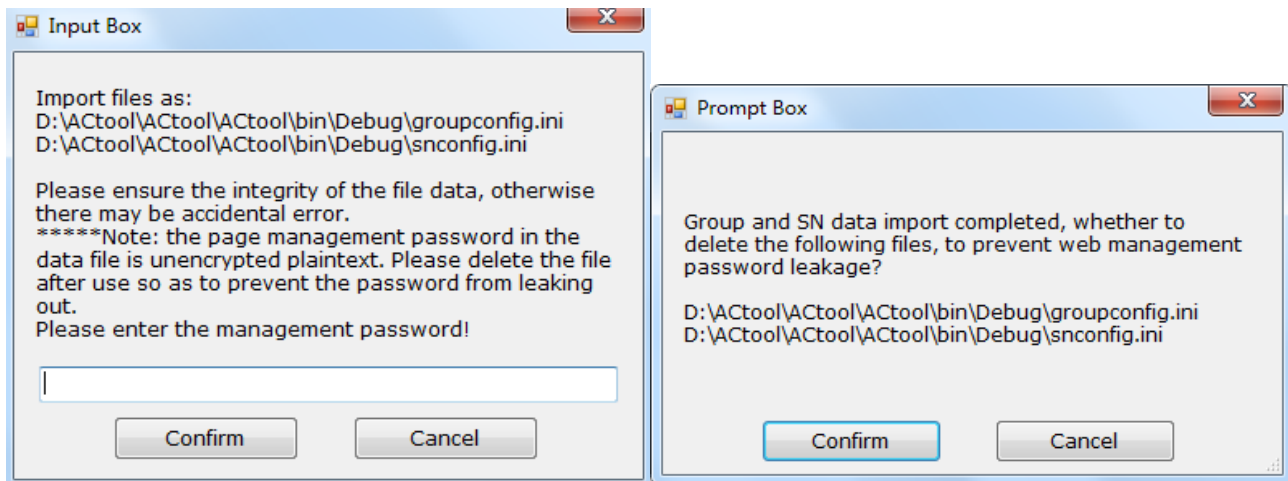 Input Box
Import files as:
D:\ACtool\ACtool\ACtool\bin\Debug\groupconfig.ini
D:\ACtool\ACtool\ACtool\bin\Debug\snconfig.ini
Please ensure the integrity of the file data, otherwise
there may be accidental error.
*****Note: the page management password in the
data file is unencrypted plaintext. Please delete the file
after use so as to prevent the password from leaking
out.
Please enter the management password!
Confirm
Cancel
Prompt Box
Group and SN data import completed, whether to
delete the following files, to prevent web management
password leakage?
D:\ACtool\ACtool\ACtool\bin\Debug\groupconfig.ini
D:\ACtool\ACtool\ACtool\bin\Debug\snconfig.ini
Confirm
Cancel